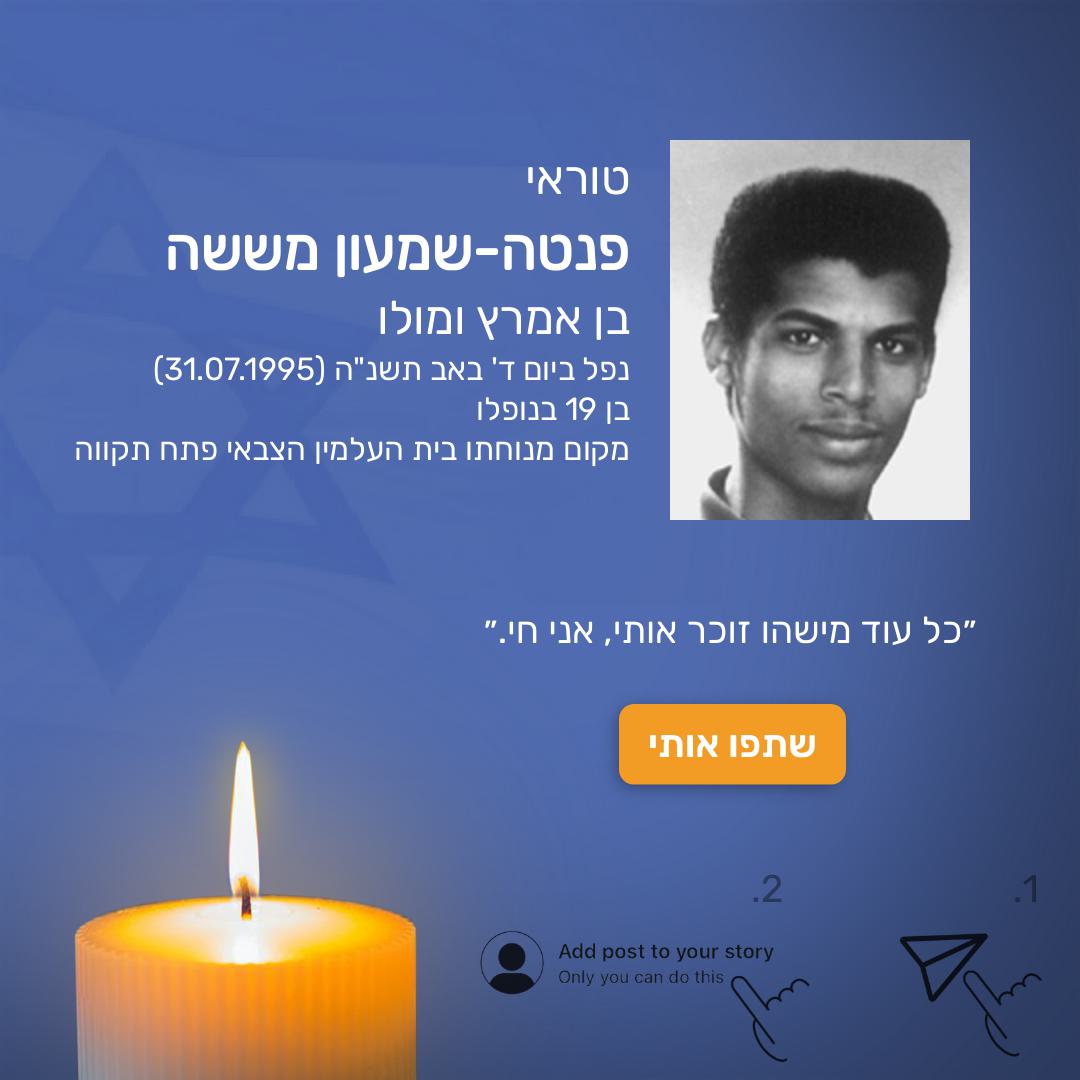 טוראי
פנטה-שמעון מששה
בן אמרץ ומולו
נפל ביום ד' באב תשנ"ה (31.07.1995)
בן 19 בנופלו
מקום מנוחתו בית העלמין הצבאי פתח תקווה
״כל עוד מישהו זוכר אותי, אני חי.״
שתפו אותי
1.
2.
Add post to your story
Only you can do this